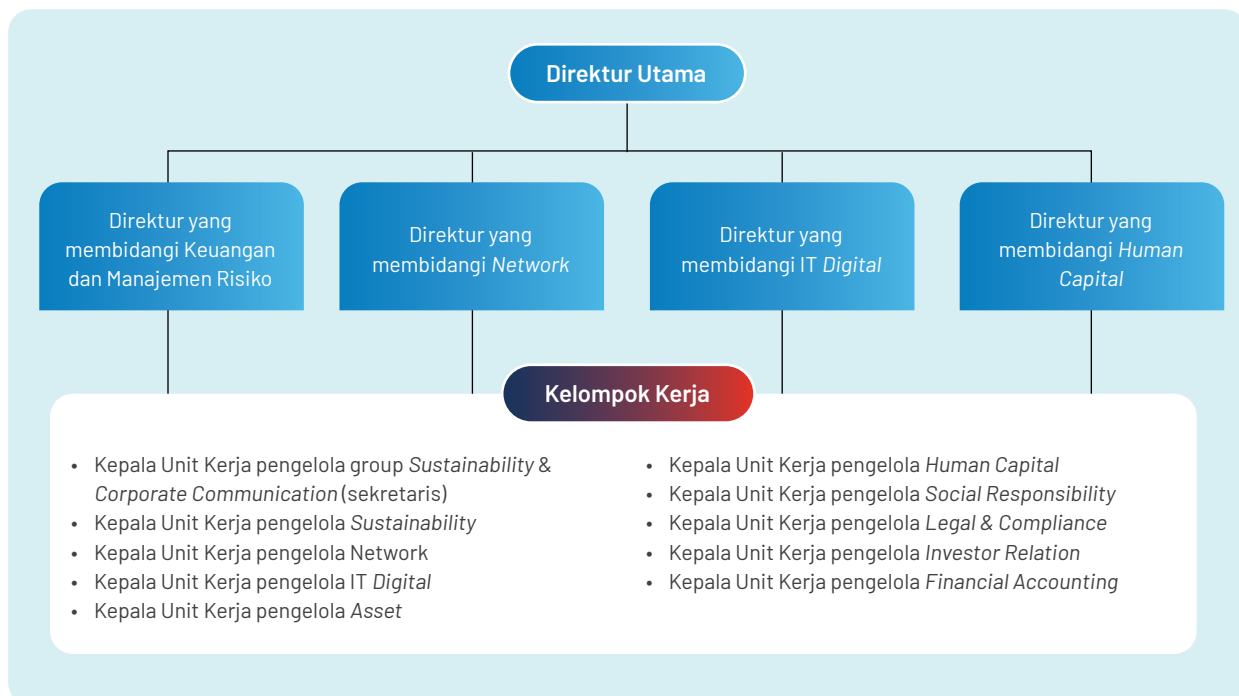 Direktur Utama
Direktur yang
membidangi Keuangan
dan Manajemen Risiko
Direktur yang
membidangi Network
Direktur yang
membidangi IT Digital
Direktur yang
membidangi Human
Capital
Kelompok Kerja
• Kepala Unit Kerja pengelola group Sustainability &
Corporate Communication (sekretaris)
• Kepala Unit Kerja pengelola Sustainability
• Kepala Unit Kerja pengelola Network
• Kepala Unit Kerja pengelola IT Digital
• Kepala Unit Kerja pengelola Asset
• Kepala Unit Kerja pengelola Human Capital
• Kepala Unit Kerja pengelola Social Responsibility
• Kepala Unit Kerja pengelola Legal & Compliance
• Kepala Unit Kerja pengelola Investor Relation
• Kepala Unit Kerja pengelola Financial Accounting